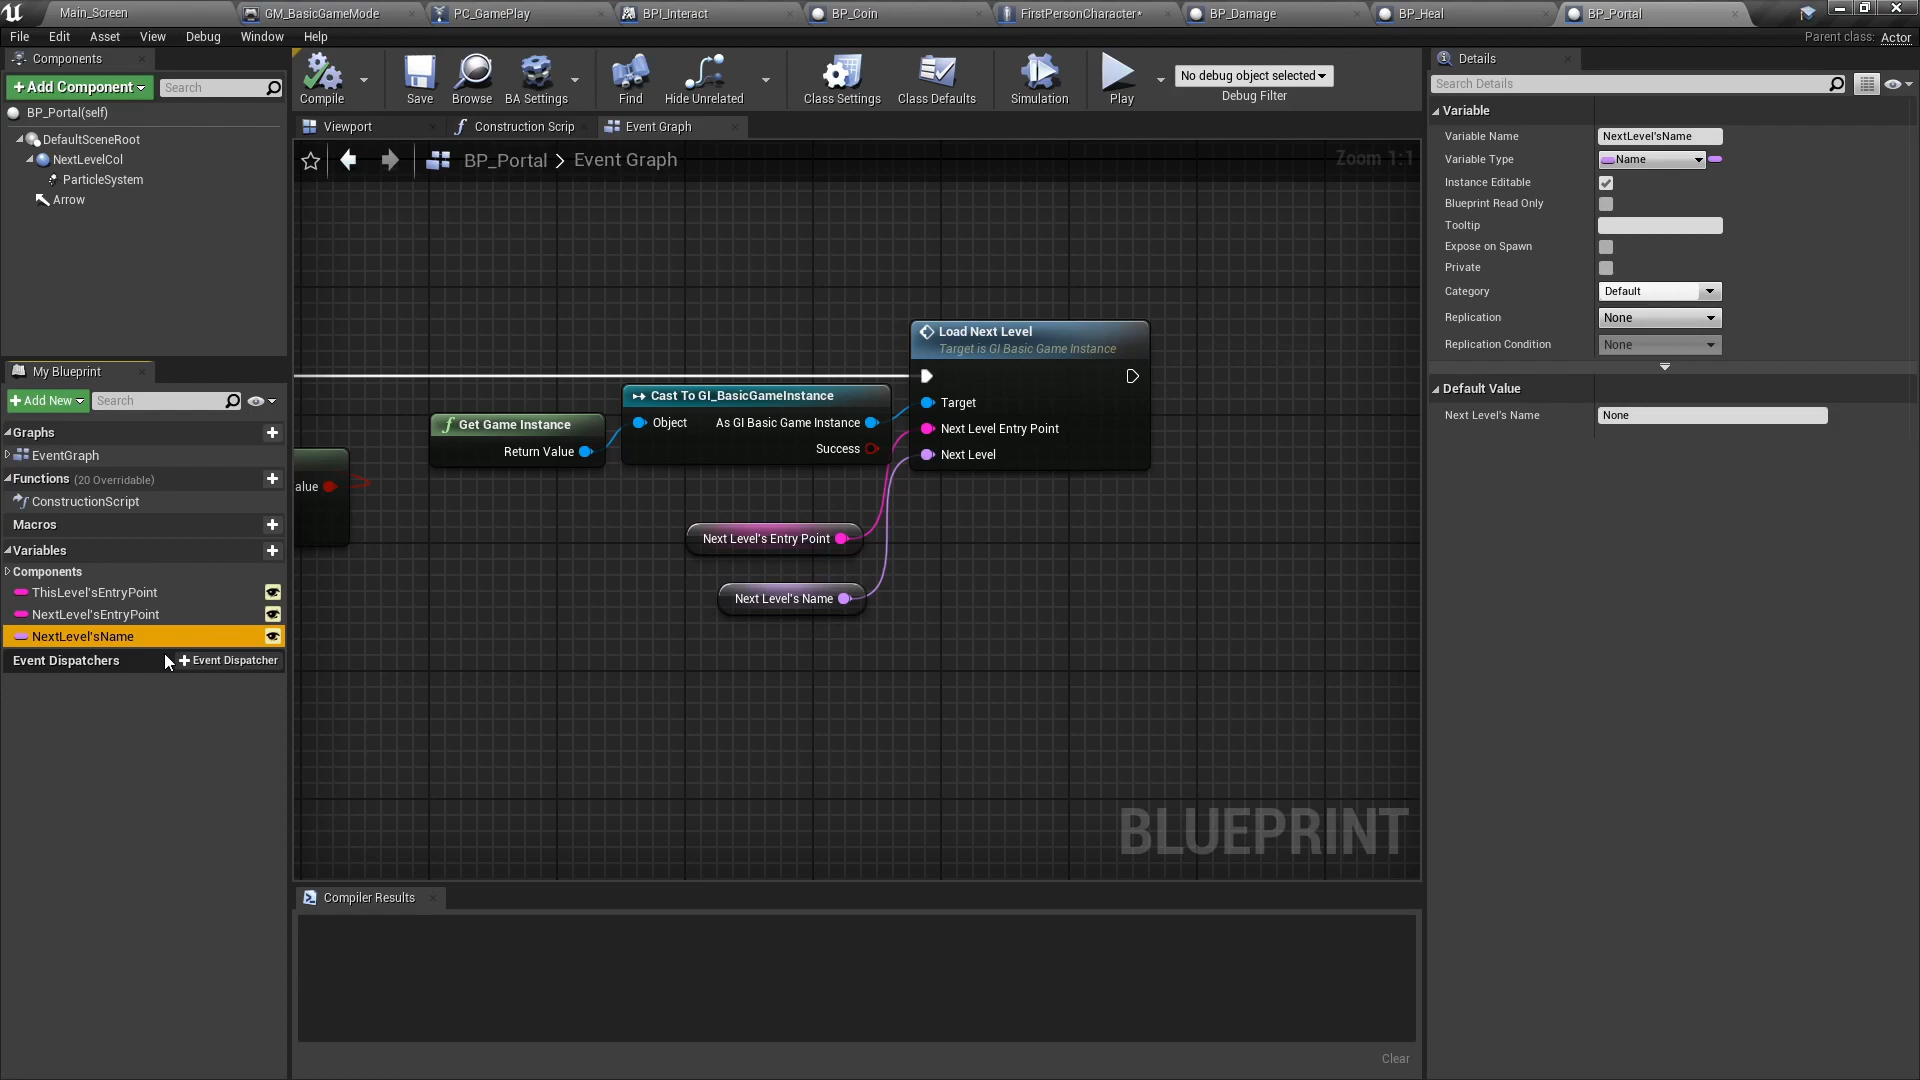 Main_Screen
GM_BasicGameMode
PC_GamePlay
BPI_Interact
BP_Coin
FirstPersonCharacter*
BP_Damage
BP_Heal
BP_Portal
File Edit Asset View Debug Window Help
Parent class: Actor
Components
+ Add Component
Search
BP_Portal(self)
DefaultSceneRoot
NextLevelCol
ParticleSystem
Arrow
My Blueprint
+ Add New
Search
Graphs
EventGraph
Functions (20 Overridable)
ConstructionScript
Macros
Variables
Components
ThisLevel'sEntryPoint
NextLevel'sEntryPoint
NextLevel'sName
Event Dispatchers
+ Event Dispatcher
Compile
Save
Browse
BA Settings
Find
Hide Unrelated
Class Settings
Class Defaults
Simulation
Play
No debug object selected
Debug Filter
Viewport
Construction Scrip
Event Graph
BP_Portal > Event Graph
Zoom 1:1
Load Next Level
Target is GI Basic Game Instance
Target
Next Level Entry Point
Next Level
Cast To GI_BasicGameInstance
Object
As GI Basic Game Instance
Success
Get Game Instance
Return Value
alue
Next Level's Entry Point
Next Level's Name
BLUEPRINT
Compiler Results
Clear
Details
Search Details
Variable
Variable Name NextLevel'sName
Variable Type Name
Instance Editable
Blueprint Read Only
Tooltip
Expose on Spawn
Private
Category Default
Replication None
Replication Condition None
Default Value
Next Level's Name None